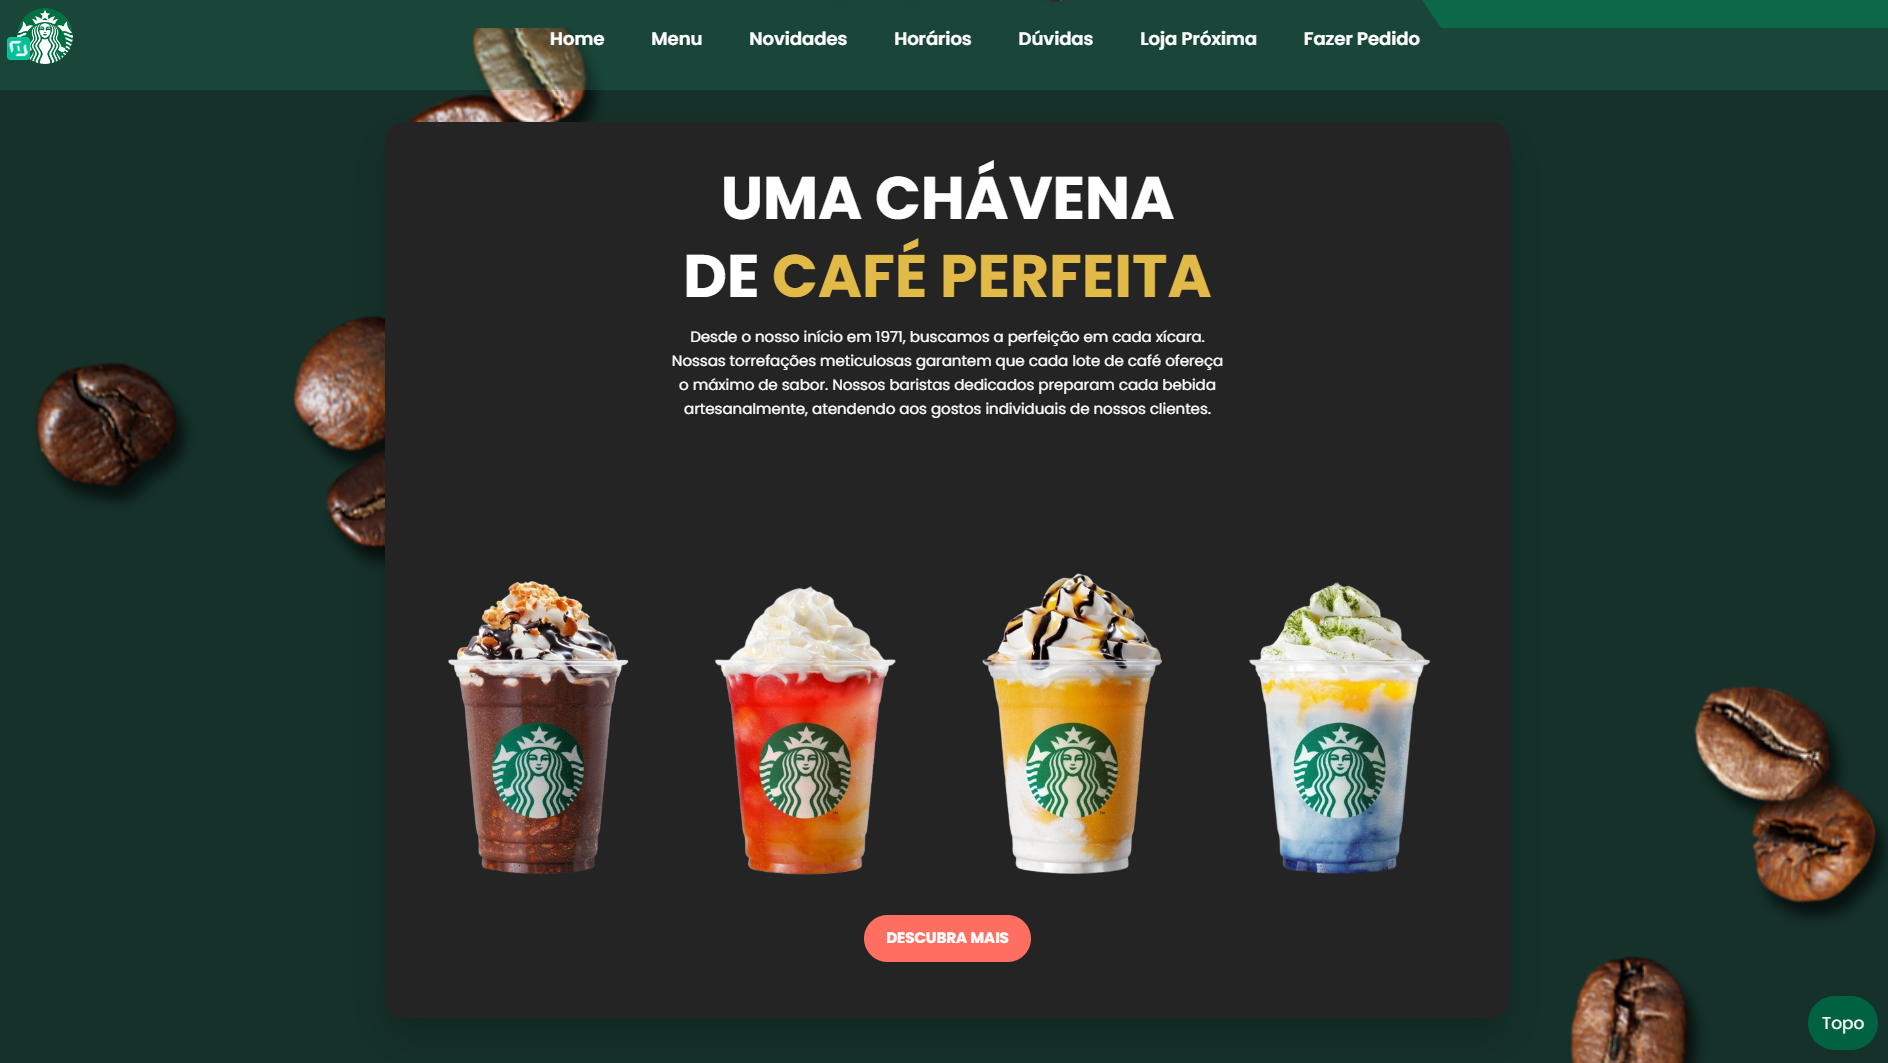 Home Menu Novidades Horários Dúvidas Loja Próxima Fazer Pedido
UMA CHÁVENA
DE CAFÉ PERFEITA
Desde o nosso início em 1971, buscamos a perfeição em cada xícara.
Nossas torrefações meticulosas garantem que cada lote de café ofereça
o máximo de sabor. Nossos baristas dedicados preparam cada bebida
artesanalmente, atendendo aos gostos individuais de nossos clientes.
DESCUBRA MAIS
Topo